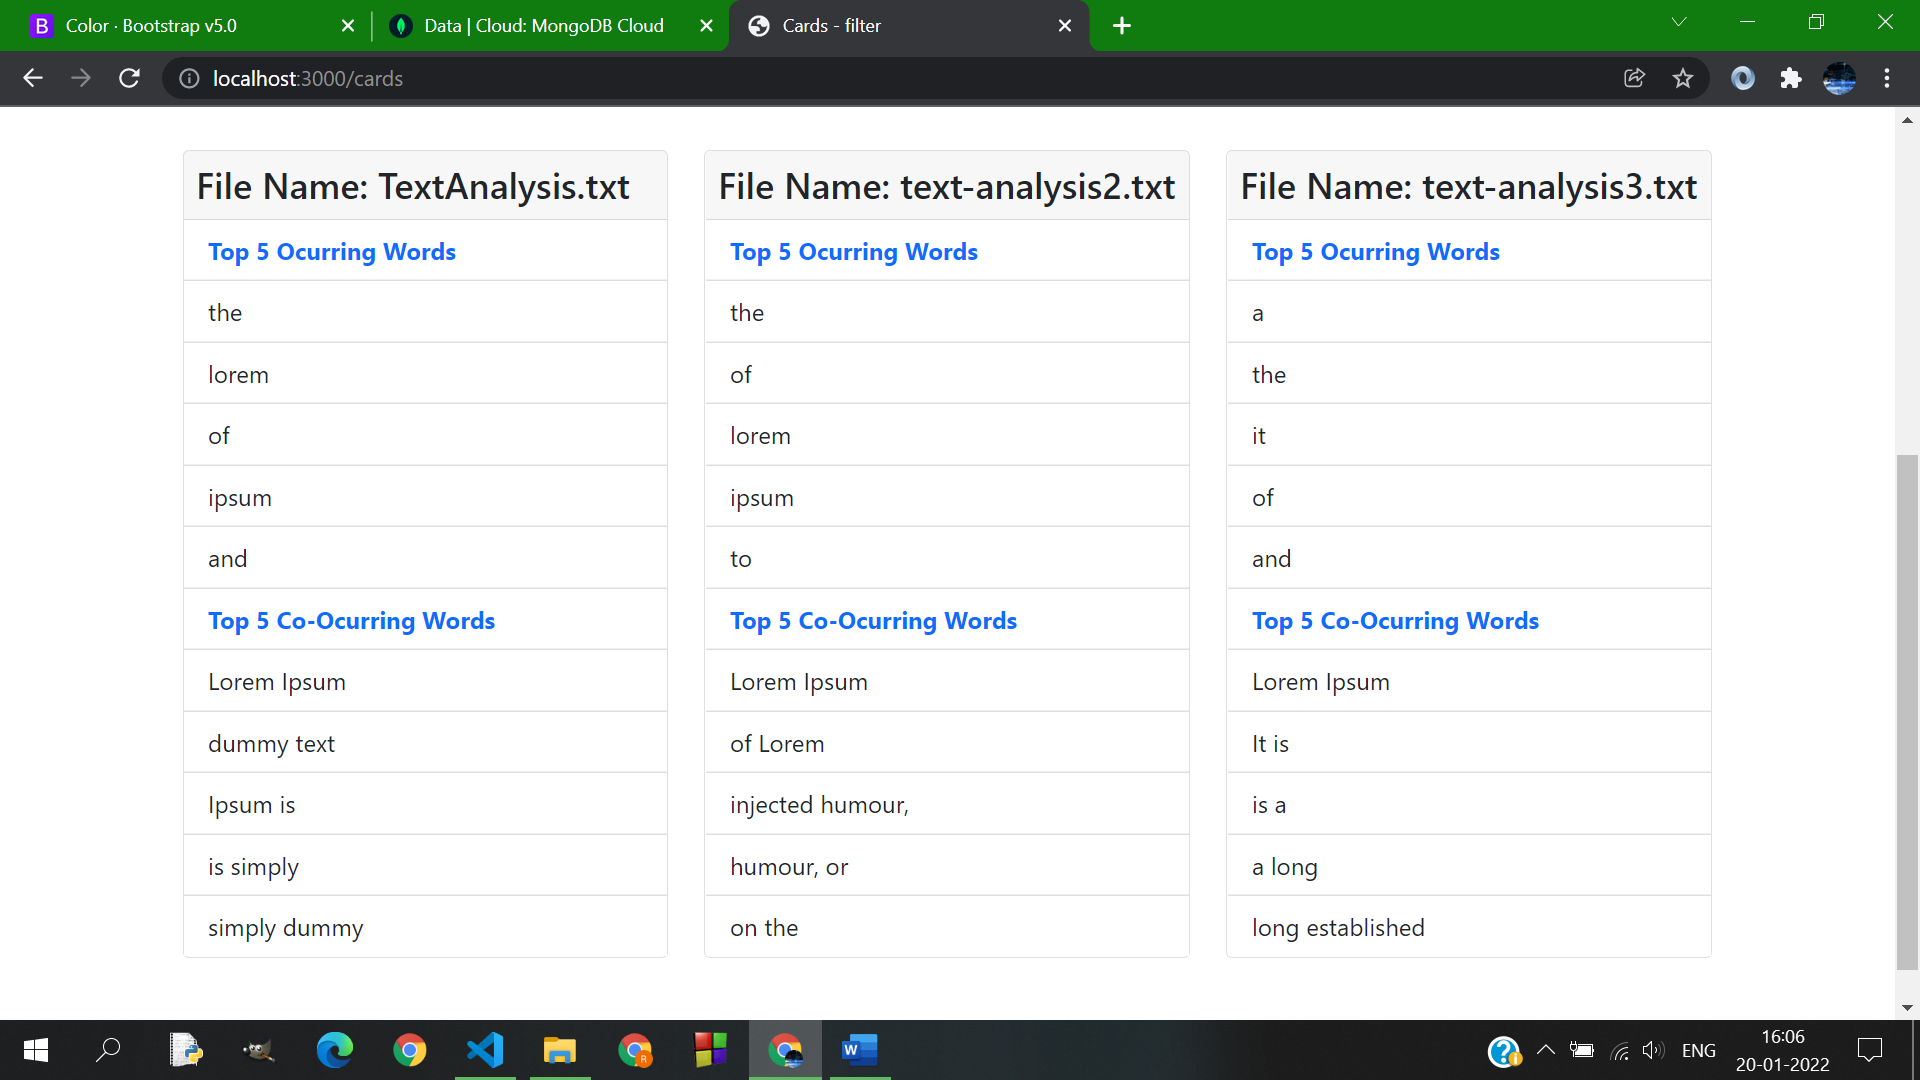 Color · Bootstrap v5.0
Data | Cloud: MongoDB Cloud
Cards - filter
localhost:3000/cards
File Name: TextAnalysis.txt
Top 5 Ocurring Words
the
lorem
of
ipsum
and
Top 5 Co-Ocurring Words
Lorem Ipsum
dummy text
Ipsum is
is simply
simply dummy
File Name: text-analysis2.txt
Top 5 Ocurring Words
the
of
lorem
ipsum
to
Top 5 Co-Ocurring Words
Lorem Ipsum
of Lorem
injected humour,
humour, or
on the
File Name: text-analysis3.txt
Top 5 Ocurring Words
a
the
it
of
and
Top 5 Co-Ocurring Words
Lorem Ipsum
It is
is a
a long
long established
ENG
16:06
20-01-2022